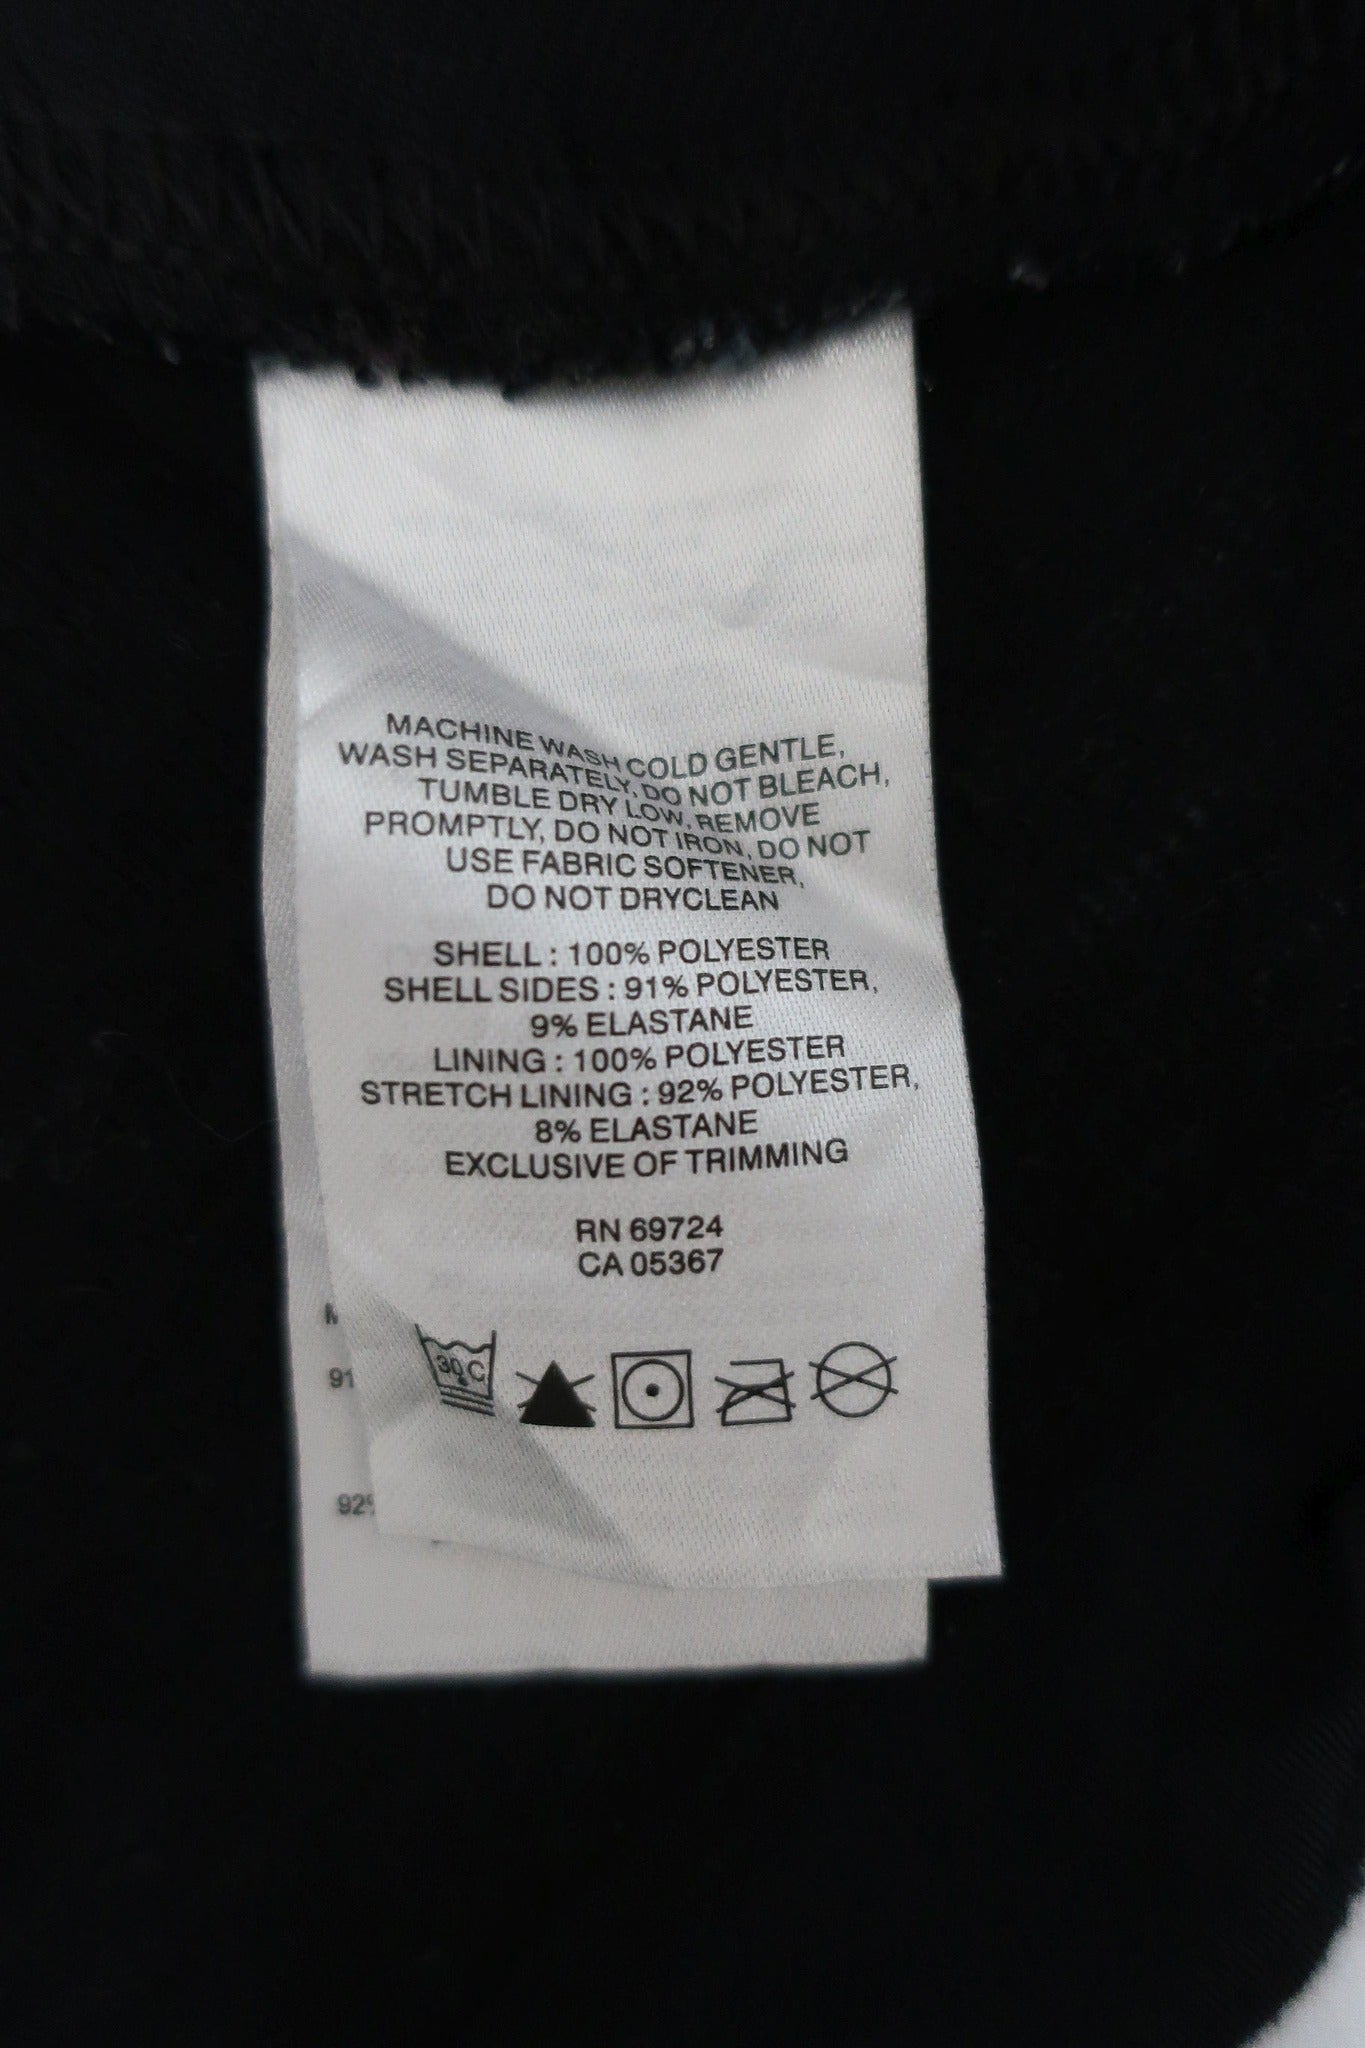 MACHINE WASH COLD GENTLE,
WASH SEPARATELY, DO NOT BLEACH,
TUMBLE DRY LOW, REMOVE
PROMPTLY, DO NOT IRON, DO NOT
USE FABRIC SOFTENER,
DO NOT DRYCLEAN
SHELL : 100% POLYESTER
SHELL SIDES : 91% POLYESTER,
9% ELASTANE
LINING : 100% POLYESTER
STRETCH LINING : 92% POLYESTER,
8% ELASTANE
EXCLUSIVE OF TRIMMING
RN 69724
CA 05367
30°C
91
92%